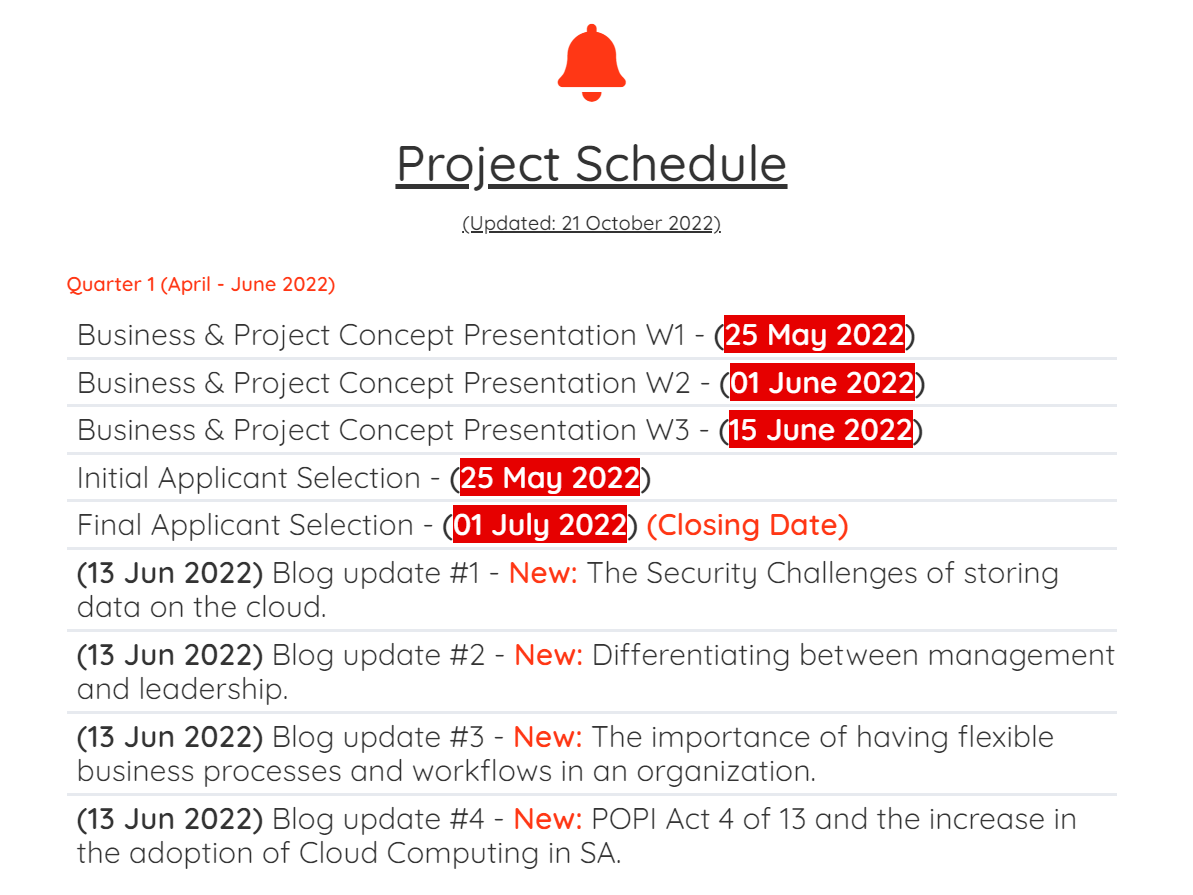 Project Schedule
(Updated: 21 October 2022)
Quarter 1 (April - June 2022)
Business & Project Concept Presentation W1 - (25 May 2022)
Business & Project Concept Presentation W2 - (01 June 2022)
Business & Project Concept Presentation W3 - (15 June 2022)
Initial Applicant Selection - (25 May 2022)
Final Applicant Selection - (01 July 2022) (Closing Date)
(13 Jun 2022) Blog update #1 - New: The Security Challenges of storing
data on the cloud.
(13 Jun 2022) Blog update #2 - New: Differentiating between management
and leadership.
(13 Jun 2022) Blog update #3 - New: The importance of having flexible
business processes and workflows in an organization.
(13 Jun 2022) Blog update #4 - New: POPI Act 4 of 13 and the increase in
the adoption of Cloud Computing in SA.